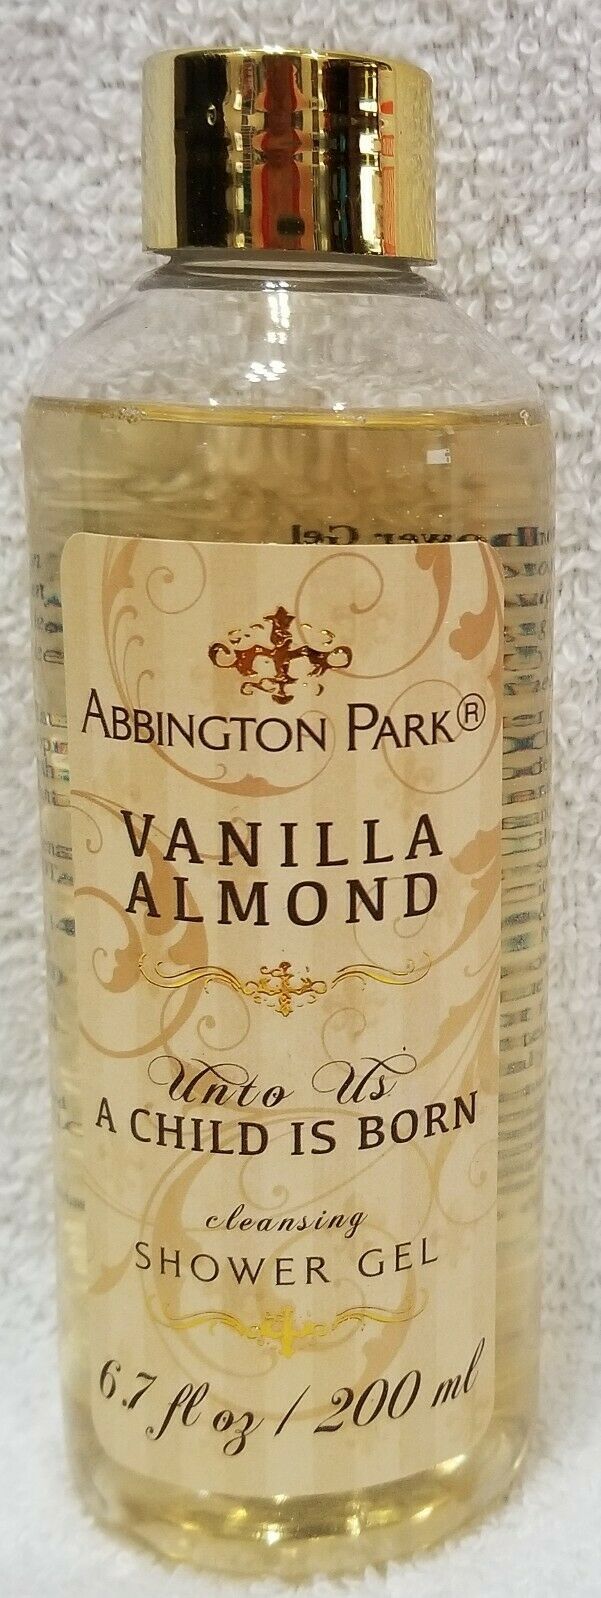 ABBINGTON PARK®
VANILLA
ALMOND
Unto Us
A CHILD IS BORN
cleansing
SHOWER GEL
6.7 fl oz / 200 ml